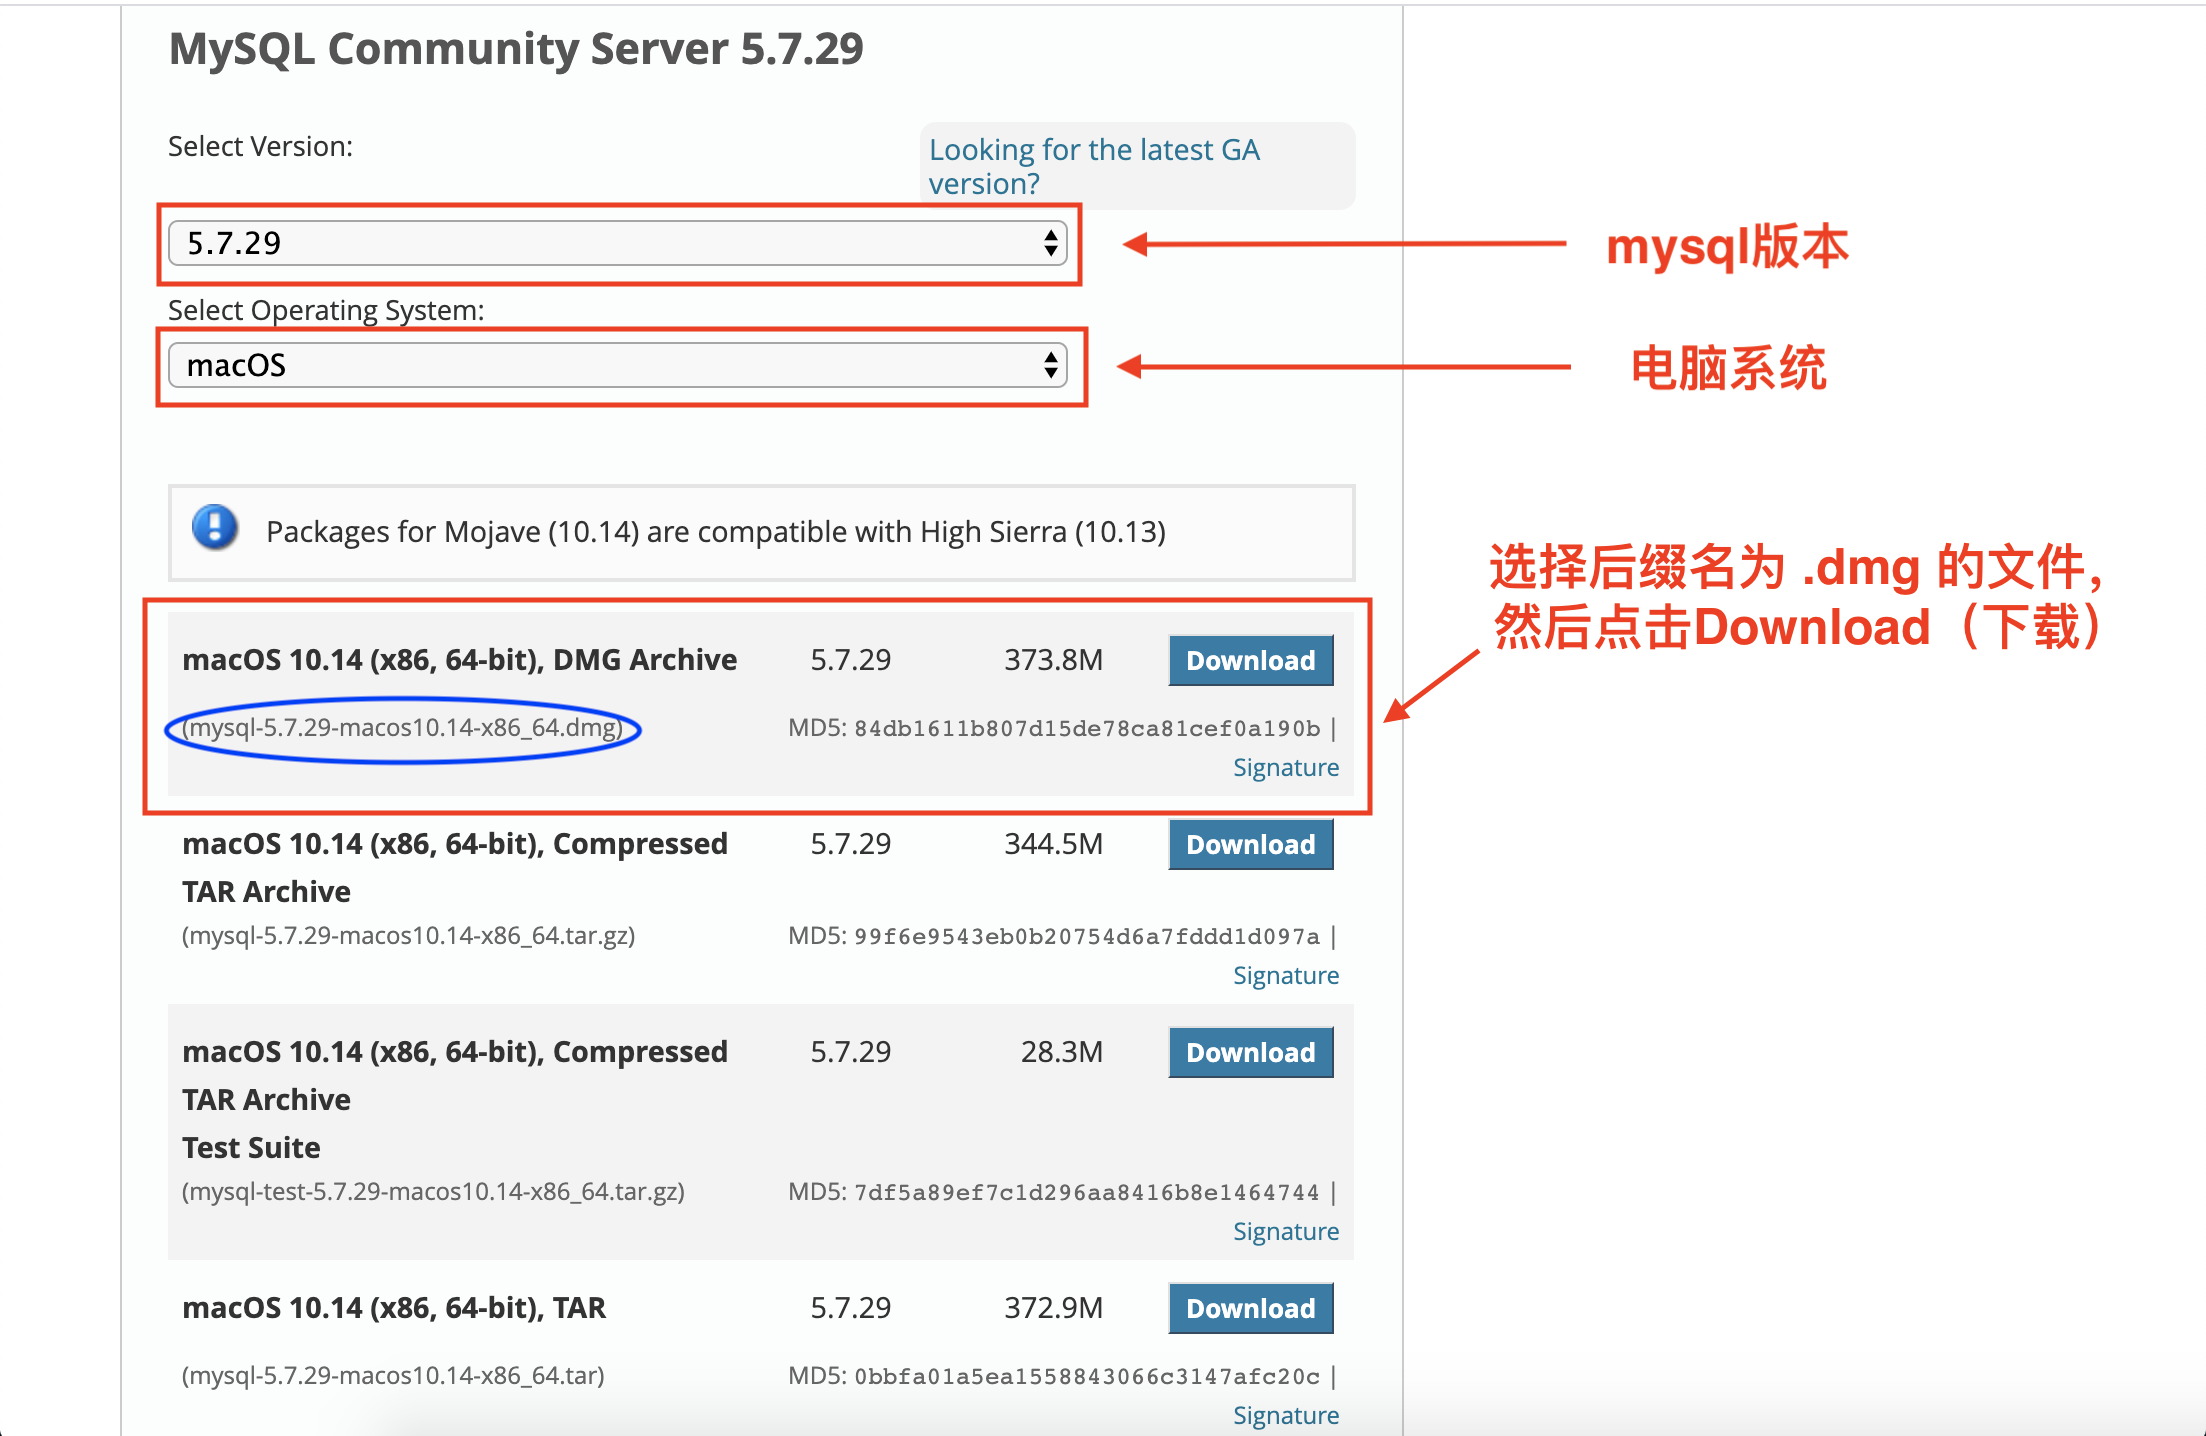 MySQL Community Server 5.7.29
Select Version:
Looking for the latest GA
version?
5.7.29
mysql版本
Select Operating System:
macOS
电脑系统
Packages for Mojave (10.14) are compatible with High Sierra (10.13)
选择后缀名为 .dmg 的文件，
然后点击Download（下载）
macOS 10.14 (x86, 64-bit), DMG Archive 5.7.29 373.8M Download
(mysql-5.7.29-macos10.14-x86_64.dmg) MD5: 84db1611b807d15de78ca81cef0a190b |
Signature
macOS 10.14 (x86, 64-bit), Compressed 5.7.29 344.5M Download
TAR Archive
(mysql-5.7.29-macos10.14-x86_64.tar.gz) MD5: 99f6e9543eb0b20754d6a7fddd1d097a |
Signature
macOS 10.14 (x86, 64-bit), Compressed 5.7.29 28.3M Download
TAR Archive
Test Suite
(mysql-test-5.7.29-macos10.14-x86_64.tar.gz) MD5: 7df5a89ef7c1d296aa8416b8e1464744 |
Signature
macOS 10.14 (x86, 64-bit), TAR 5.7.29 372.9M Download
(mysql-5.7.29-macos10.14-x86_64.tar) MD5: 0bbfa01a5ea1558843066c3147afc20c |
Signature